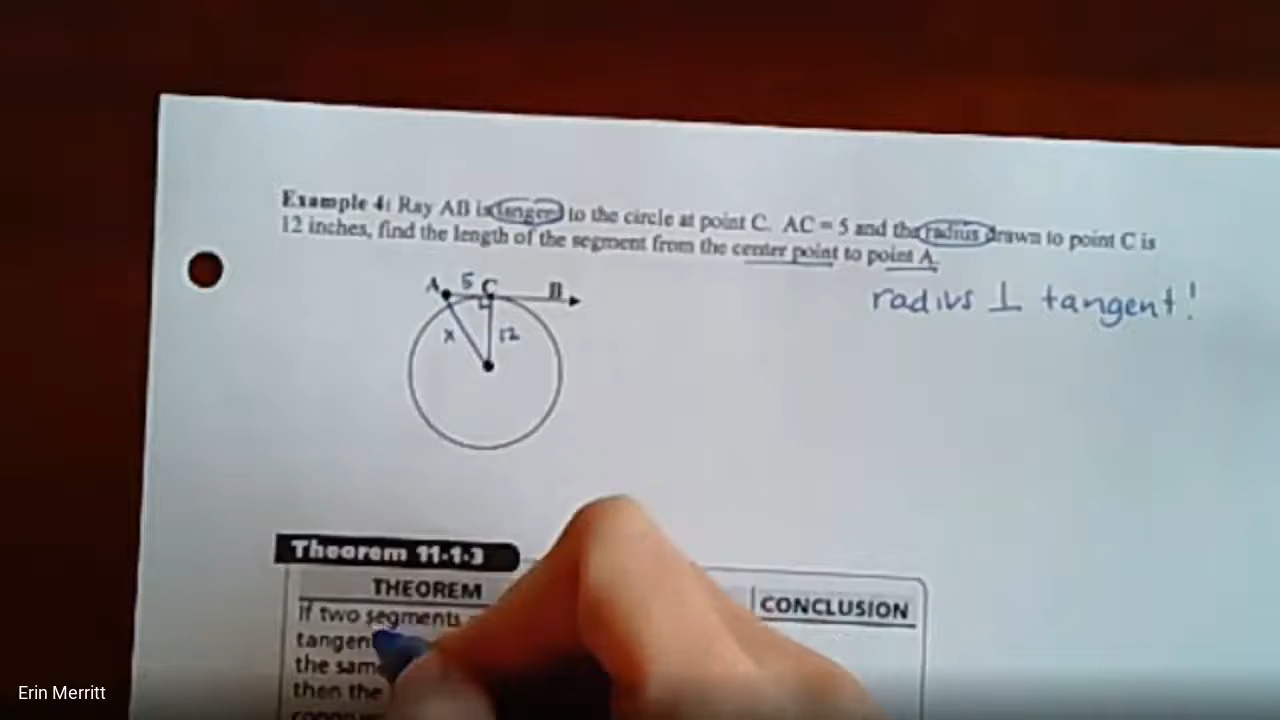 Example 4: Ray AB is tangent to the circle at point C. AC = 5 and the radius drawn to point C is
12 inches, find the length of the segment from the center point to point A.
radius ⊥ tangent!
A 5 C B
x 12
Theorem 11-1-3
THEOREM CONCLUSION
If two segments
tangen
the sam
then the
Erin Merritt